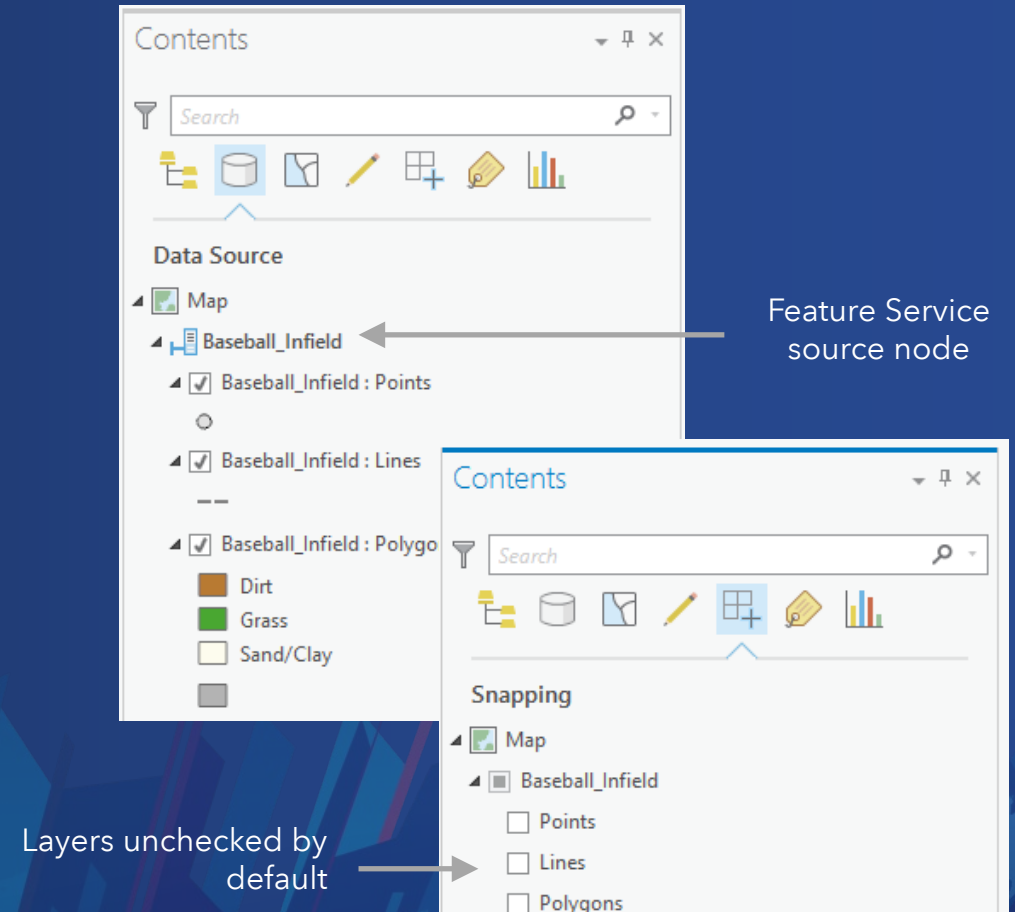 Contents
Search
Data Source
Map
Baseball_Infield
Baseball_Infield : Points
Baseball_Infield : Lines
Baseball_Infield : Polygo
Dirt
Grass
Sand/Clay
Feature Service
source node
Contents
Search
Snapping
Map
Baseball_Infield
Points
Lines
Polygons
Layers unchecked by
default